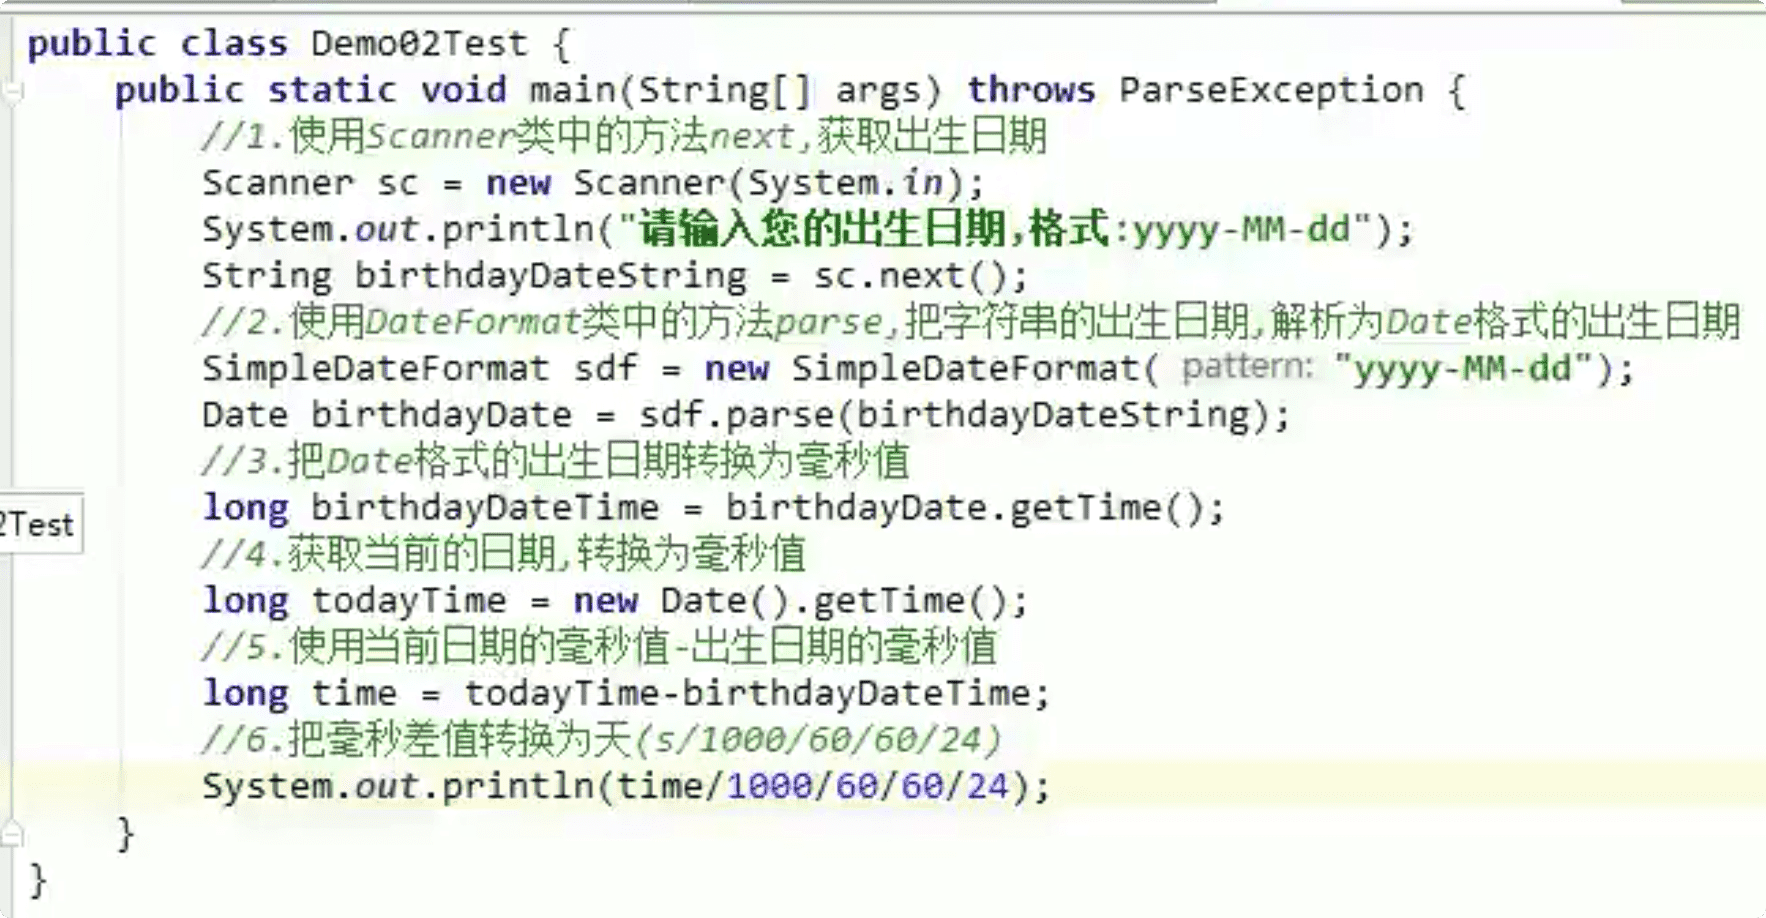 public class Demo02Test {
public static void main(String[] args) throws ParseException {
//1.使用Scanner类中的方法next,获取出生日期
Scanner sc = new Scanner(System.in);
System.out.println("请输入您的出生日期,格式:yyyy-MM-dd");
String birthdayDateString = sc.next();
//2.使用DateFormat类中的方法parse,把字符串的出生日期,解析为Date格式的出生日期
SimpleDateFormat sdf = new SimpleDateFormat( pattern: "yyyy-MM-dd");
Date birthdayDate = sdf.parse(birthdayDateString);
//3.把Date格式的出生日期转换为毫秒值
long birthdayDateTime = birthdayDate.getTime();
2Test
//4.获取当前的日期,转换为毫秒值
long todayTime = new Date().getTime();
//5.使用当前日期的毫秒值-出生日期的毫秒值
long time = todayTime-birthdayDateTime;
//6.把毫秒差值转换为天(s/1000/60/60/24)
System.out.println(time/1000/60/60/24);
}
}